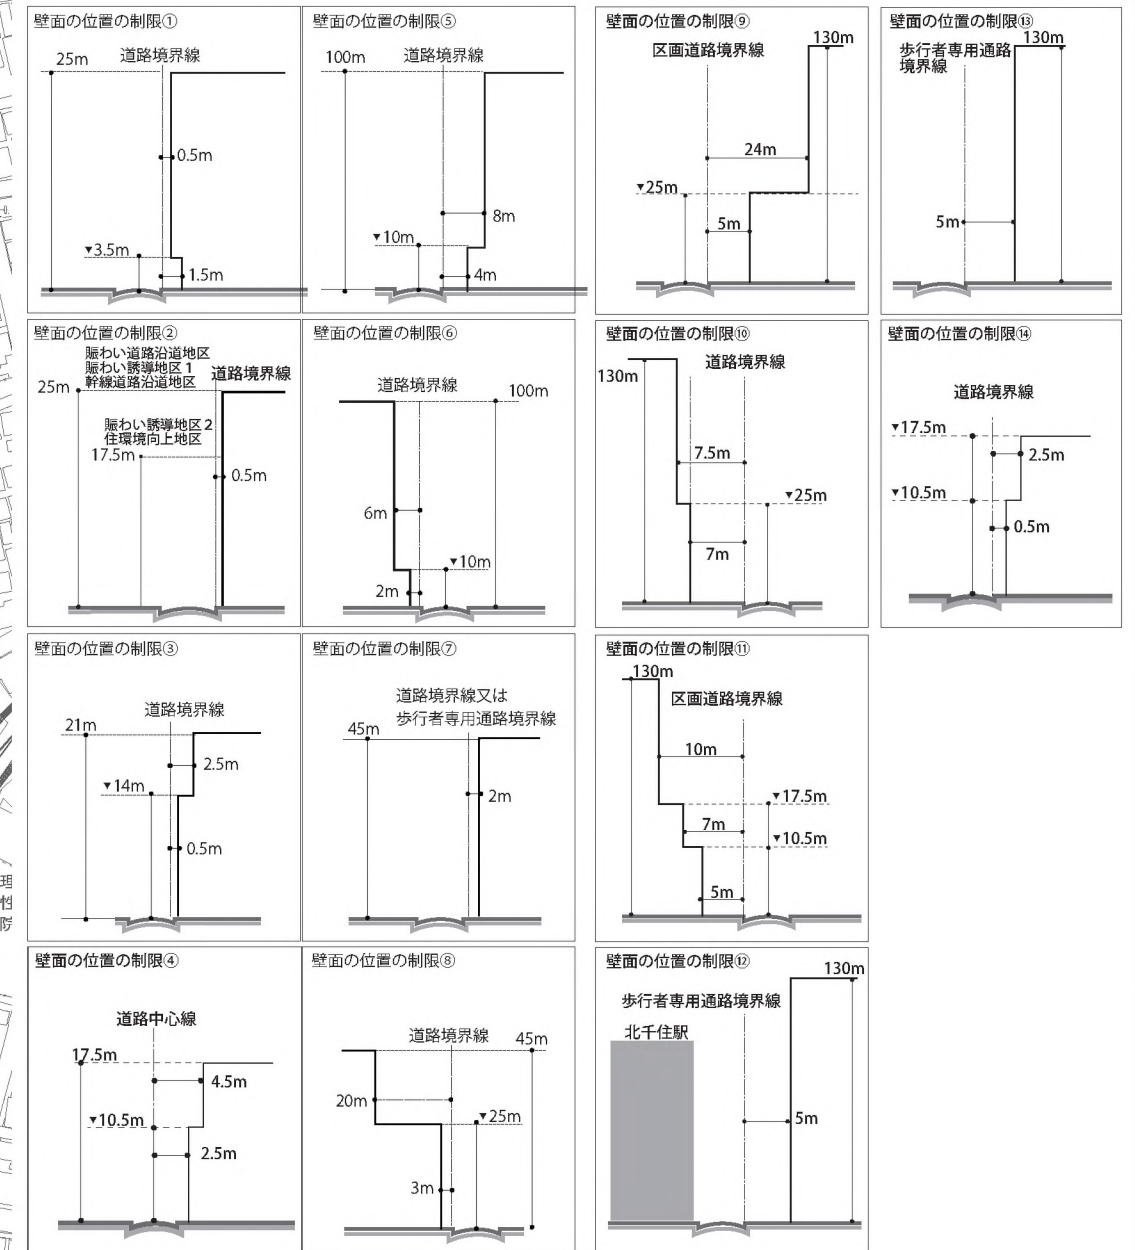 壁面の位置の制限①
25m
道路境界線
0.5m
▼3.5m
1.5m
壁面の位置の制限⑤
100m
道路境界線
8m
▼10m
4m
壁面の位置の制限⑨
130m
区画道路境界線
24m
▼25m
5m
壁面の位置の制限⑬
130m
歩行者専用通路
境界線
5m
壁面の位置の制限②
賑わい道路沿道地区
賑わい誘導地区1
幹線道路沿道地区
道路境界線
25m
賑わい誘導地区2
住環境向上地区
17.5m
0.5m
壁面の位置の制限⑥
道路境界線
100m
6m
▼10m
2m
壁面の位置の制限⑩
道路境界線
130m
7.5m
▼25m
7m
壁面の位置の制限⑭
道路境界線
▼17.5m
2.5m
▼10.5m
0.5m
壁面の位置の制限③
道路境界線
21m
2.5m
▼14m
0.5m
壁面の位置の制限⑦
道路境界線又は
歩行者専用通路境界線
45m
2m
壁面の位置の制限⑪
130m
区画道路境界線
10m
▼17.5m
7m
▼10.5m
5m
理
性
院
壁面の位置の制限④
道路中心線
17.5m
4.5m
▼10.5m
2.5m
壁面の位置の制限⑧
道路境界線
45m
20m
▼25m
3m
壁面の位置の制限⑫
130m
歩行者専用通路境界線
北千住駅
5m